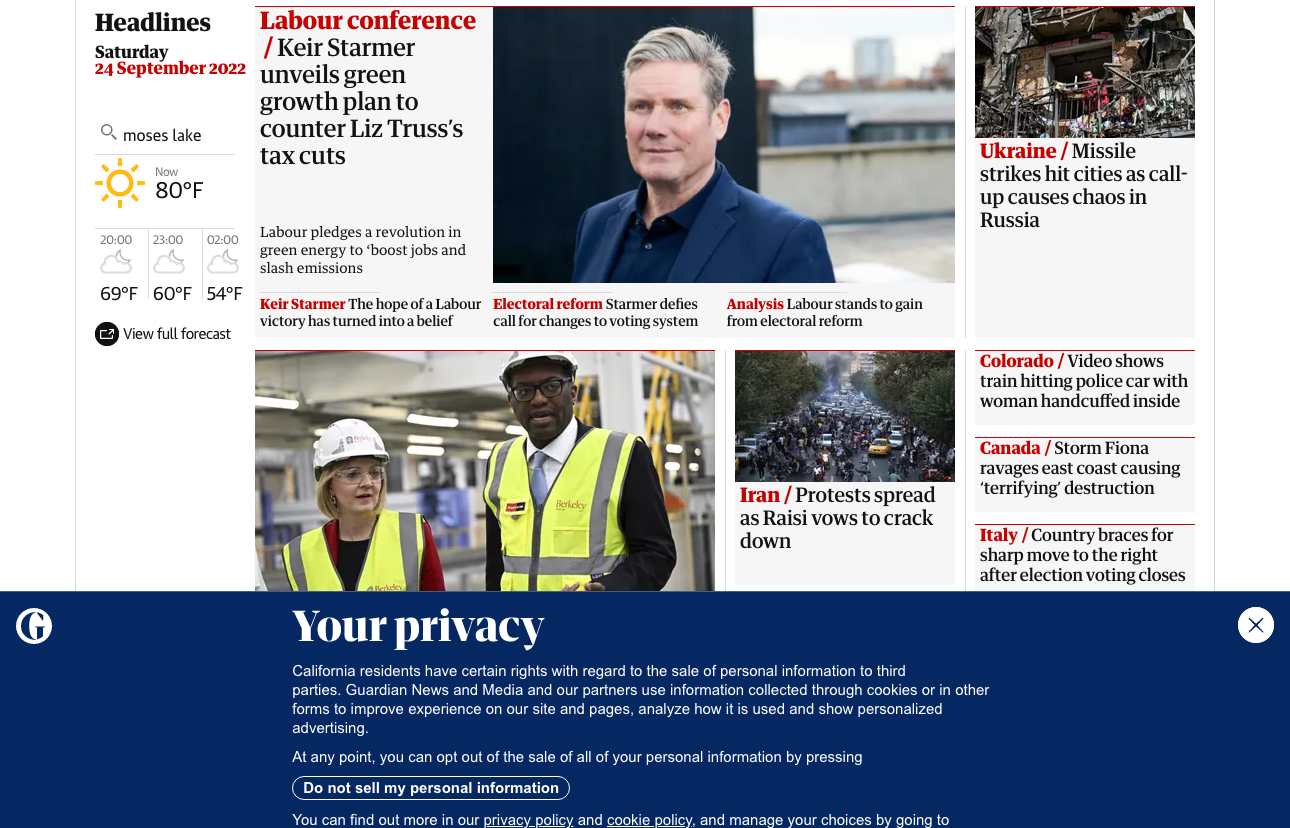 Headlines
Saturday
24 September 2022
moses lake
Now
80°F
20:00
23:00
02:00
69°F
60°F
54°F
View full forecast
Labour conference
/ Keir Starmer
unveils green
growth plan to
counter Liz Truss’s
tax cuts
Labour pledges a revolution in
green energy to ‘boost jobs and
slash emissions
Keir Starmer The hope of a Labour
victory has turned into a belief
Electoral reform Starmer defies
call for changes to voting system
Analysis Labour stands to gain
from electoral reform
Ukraine / Missile
strikes hit cities as call-
up causes chaos in
Russia
Berkeley
Berkeley
Berkeley
Iran / Protests spread
as Raisi vows to crack
down
Colorado / Video shows
train hitting police car with
woman handcuffed inside
Canada / Storm Fiona
ravages east coast causing
‘terrifying’ destruction
Italy / Country braces for
sharp move to the right
after election voting closes
G
Your privacy
California residents have certain rights with regard to the sale of personal information to third
parties. Guardian News and Media and our partners use information collected through cookies or in other
forms to improve experience on our site and pages, analyze how it is used and show personalized
advertising.
At any point, you can opt out of the sale of all of your personal information by pressing
Do not sell my personal information
You can find out more in our privacy policy and cookie policy, and manage your choices by going to